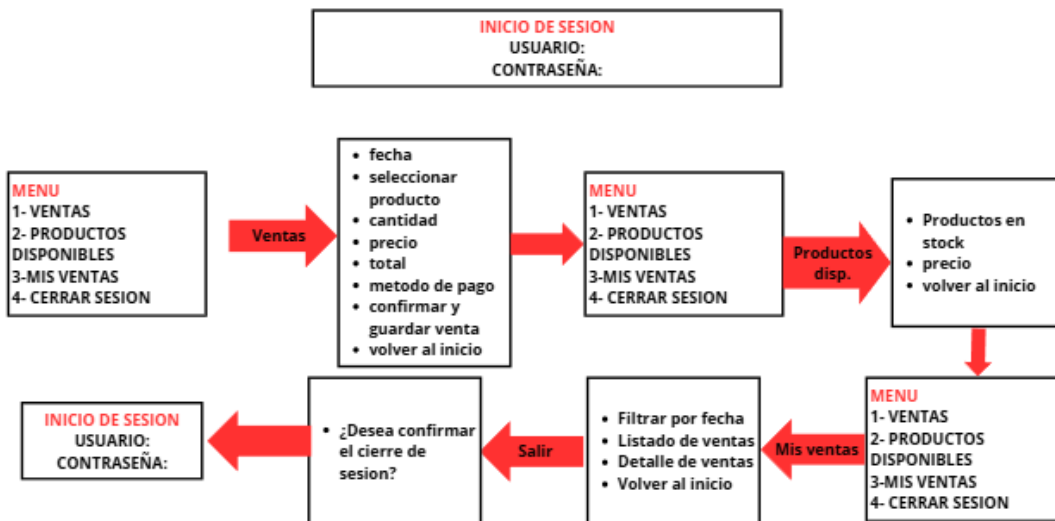 INICIO DE SESION
USUARIO:
CONTRASEÑA:
MENU
1- VENTAS
2- PRODUCTOS
DISPONIBLES
3-MIS VENTAS
4- CERRAR SESION
Ventas
• fecha
• seleccionar
producto
• cantidad
• precio
• total
• metodo de pago
• confirmar y
guardar venta
• volver al inicio
MENU
1- VENTAS
2- PRODUCTOS
DISPONIBLES
3-MIS VENTAS
4- CERRAR SESION
Productos
disp.
• Productos en
stock
• precio
• volver al inicio
MENU
1- VENTAS
2- PRODUCTOS
DISPONIBLES
3-MIS VENTAS
4- CERRAR SESION
Mis ventas
• Filtrar por fecha
• Listado de ventas
• Detalle de ventas
• Volver al inicio
Salir
• ¿Desea confirmar
el cierre de
sesion?
INICIO DE SESION
USUARIO:
CONTRASEÑA: